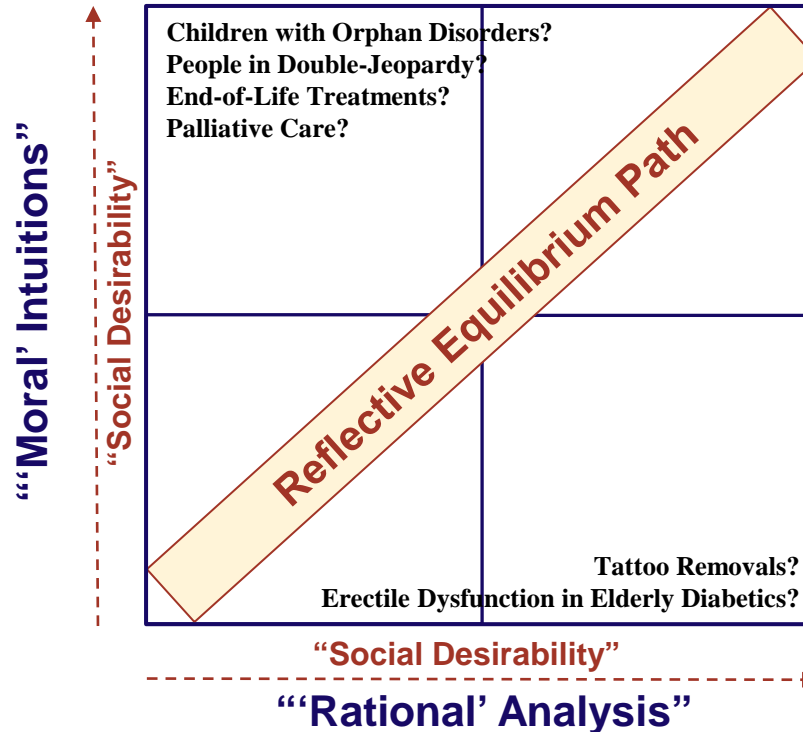 Children with Orphan Disorders?
People in Double-Jeopardy?
End-of-Life Treatments?
Palliative Care?
“‘Moral’ Intuitions”
“Social Desirability”
Reflective Equilibrium Path
Tattoo Removals?
Erectile Dysfunction in Elderly Diabetics?
“Social Desirability”
“‘Rational’ Analysis”